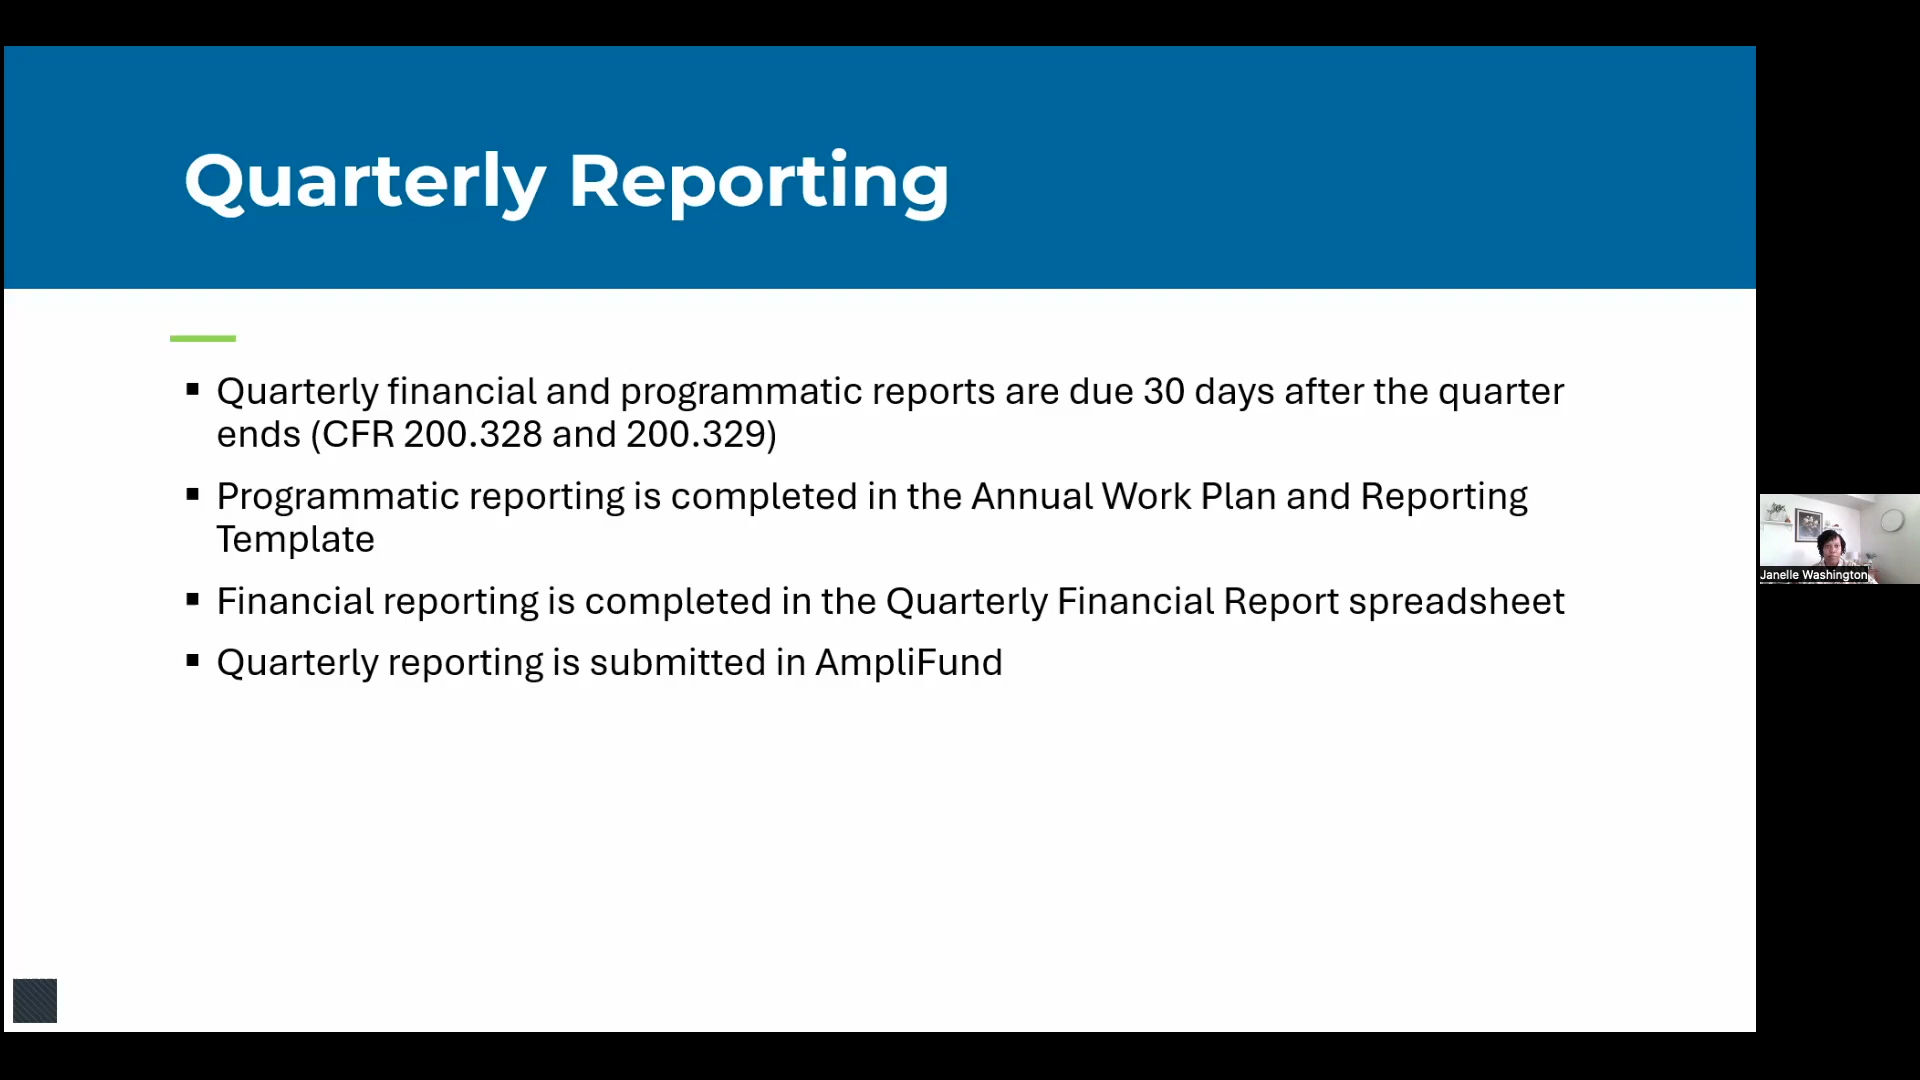 Quarterly Reporting
▪ Quarterly financial and programmatic reports are due 30 days after the quarter
ends (CFR 200.328 and 200.329)
▪ Programmatic reporting is completed in the Annual Work Plan and Reporting
Template
▪ Financial reporting is completed in the Quarterly Financial Report spreadsheet
▪ Quarterly reporting is submitted in AmpliFund
Janelle Washington